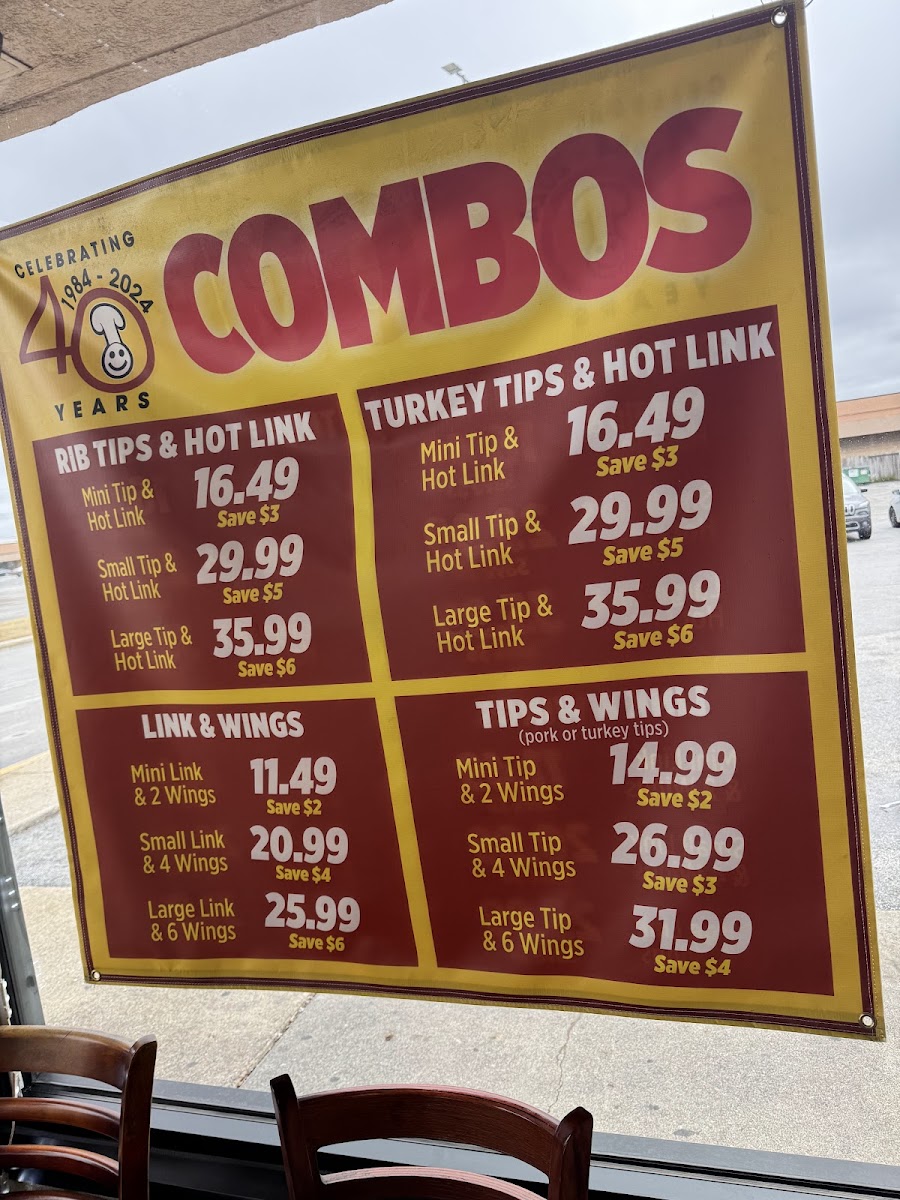 CELEBRATING
40
1984 - 2024
YEARS
COMBOS
RIB TIPS & HOT LINK
Mini Tip &
Hot Link
16.49
Save $3
Small Tip &
Hot Link
29.99
Save $5
Large Tip &
Hot Link
35.99
Save $6
TURKEY TIPS & HOT LINK
Mini Tip &
Hot Link
16.49
Save $3
Small Tip &
Hot Link
29.99
Save $5
Large Tip &
Hot Link
35.99
Save $6
LINK & WINGS
Mini Link
& 2 Wings
11.49
Save $2
Small Link
& 4 Wings
20.99
Save $4
Large Link
& 6 Wings
25.99
Save $6
TIPS & WINGS
(pork or turkey tips)
Mini Tip
& 2 Wings
14.99
Save $2
Small Tip
& 4 Wings
26.99
Save $3
Large Tip
& 6 Wings
31.99
Save $4